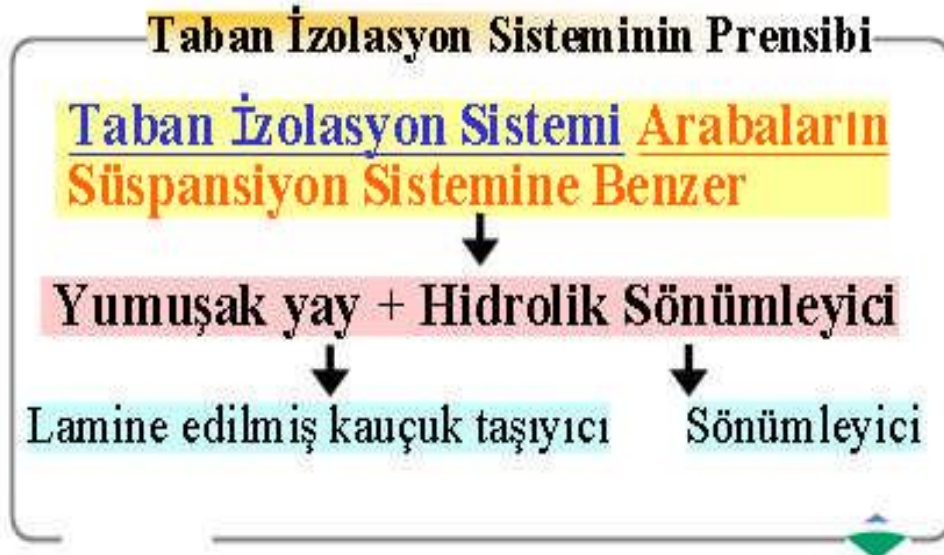 Taban İzolasyon Sisteminin Prensibi
Taban İzolasyon Sistemi Arabaların
Süspansiyon Sistemine Benzer
Yumuşak yay + Hidrolik Sönümleyici
Lamine edilmiş kauçuk taşıyıcı Sönümleyici